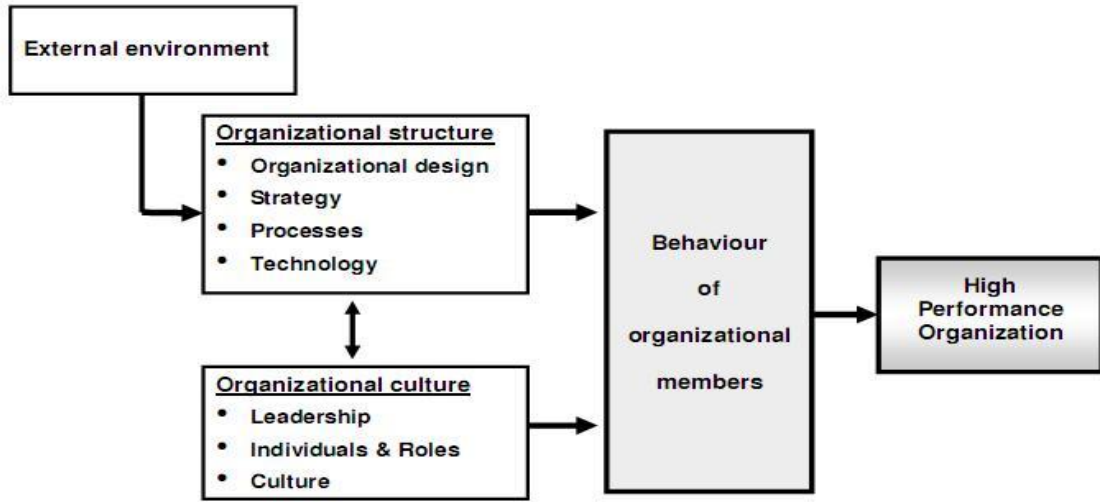 External environment
Organizational structure
• Organizational design
• Strategy
• Processes
• Technology
Organizational culture
• Leadership
• Individuals & Roles
• Culture
Behaviour
of
organizational
members
High
Performance
Organization